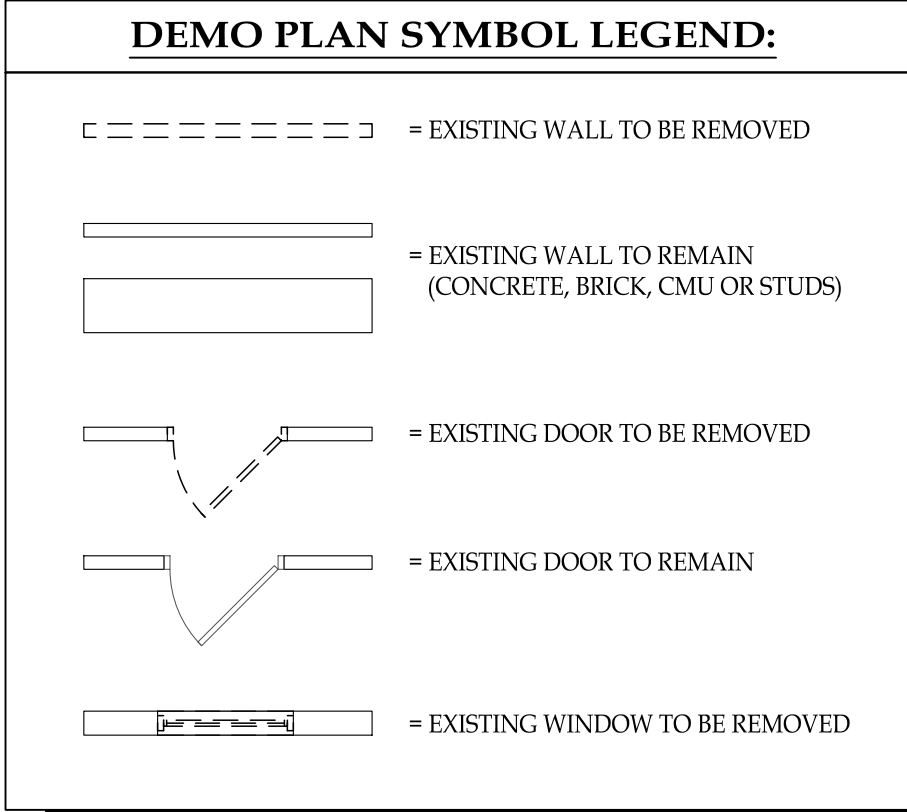 DEMO PLAN SYMBOL LEGEND:
= EXISTING WALL TO BE REMOVED
= EXISTING WALL TO REMAIN
(CONCRETE, BRICK, CMU OR STUDS)
= EXISTING DOOR TO BE REMOVED
= EXISTING DOOR TO REMAIN
= EXISTING WINDOW TO BE REMOVED